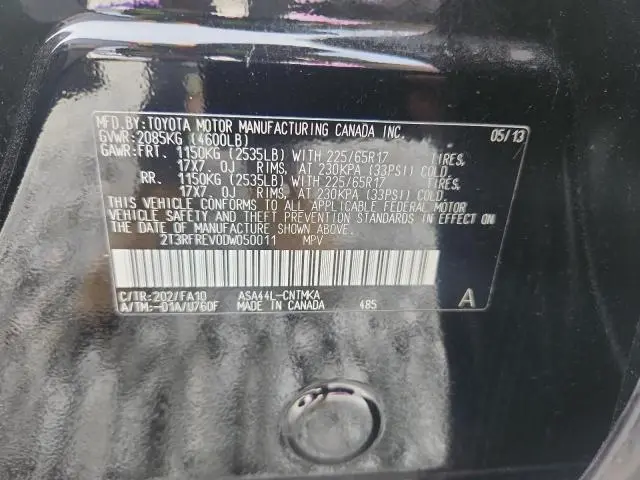 MFD.BY:TOYOTA MOTOR MANUFACTURING CANADA INC. 05/13
GVWR:2085KG (4600LB)
GAWR:FRT. 1150KG (2535LB) WITH 225/65R17 TIRES,
17X7. 0J RIMS, AT 230KPA (33PSI) COLD
RR. 1150KG (2535LB) WITH 225/65R17 TIRES,
17X7. 0J RIMS, AT 230KPA (33PSI) COLD.
THIS VEHICLE CONFORMS TO ALL APPLICABLE FEDERAL MOTOR
VEHICLE SAFETY AND THEFT PREVENTION STANDARDS IN EFFECT ON
THE DATE OF MANUFACTURE SHOWN ABOVE.
2T3RFREV0DW050011 MPV
C/TR:202/FA10 ASA44L-CNTMKA A
A/TM:-01A/U760F MADE IN CANADA 485